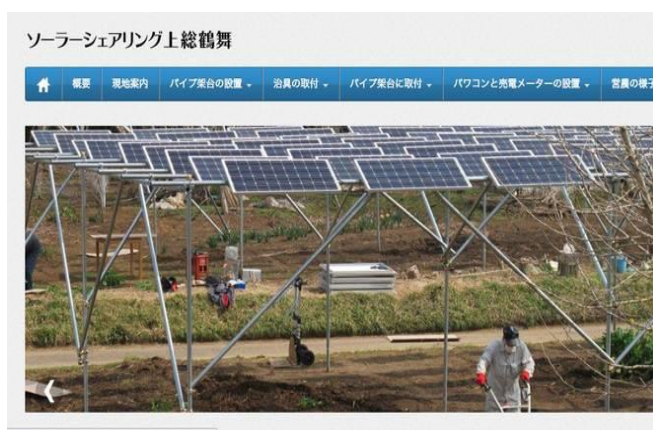 ソーラーシェアリング上総鶴舞
概要 現地案内 パイプ架台の設置 治具の取付 パイプ架台に取付 パワコンと売電メーターの設置 営農の様子